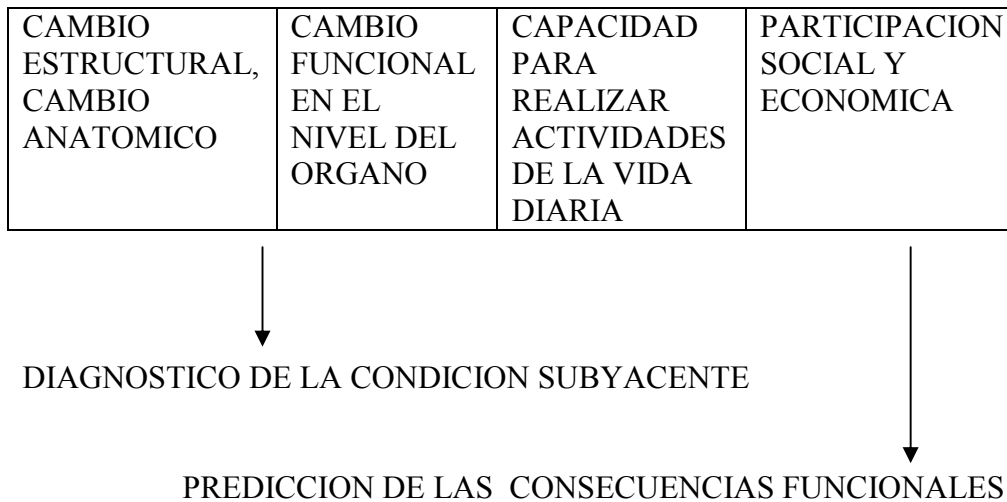 CAMBIO
ESTRUCTURAL,
CAMBIO
ANATOMICO
CAMBIO
FUNCIONAL
EN EL
NIVEL DEL
ORGANO
CAPACIDAD
PARA
REALIZAR
ACTIVIDADES
DE LA VIDA
DIARIA
PARTICIPACION
SOCIAL Y
ECONOMICA
DIAGNOSTICO DE LA CONDICION SUBYACENTE
PREDICCION DE LAS CONSECUENCIAS FUNCIONALES